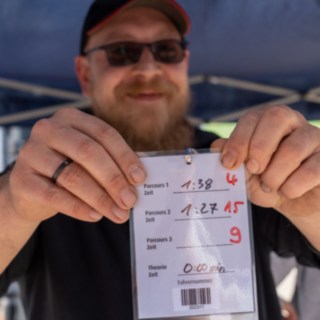 Parcours 1 1:38 4
Zeit
Parcours 2 1:27 15
Zeit
Parcours 3 9
Zeit
Theorie 0:00 min
Zeit
Fahrernummer